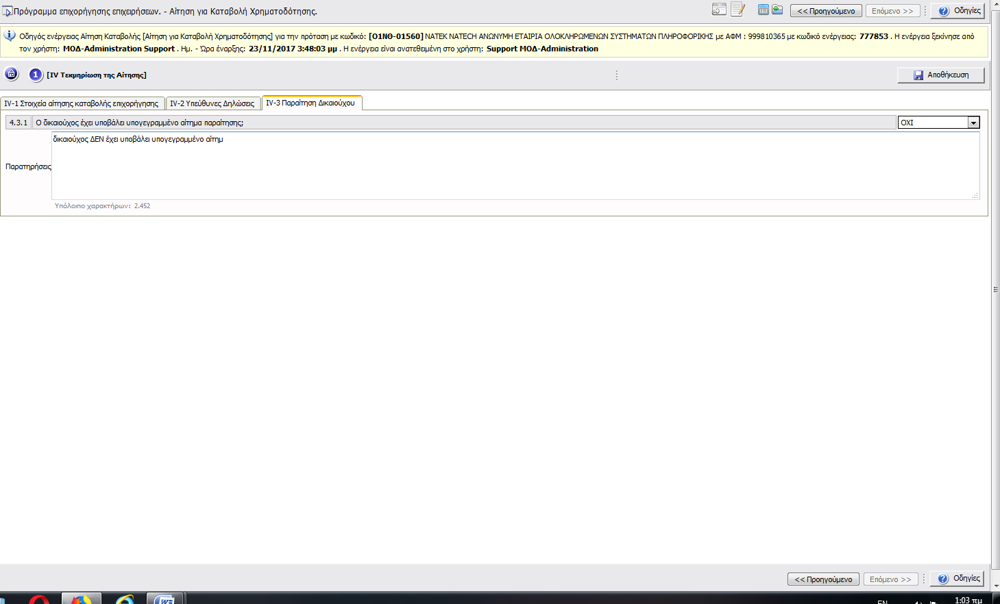 Πρόγραμμα επιχορήγησης επιχειρήσεων. - Αίτηση για Καταβολή Χρηματοδότησης.
<< Προηγούμενο
Επόμενο >>
Οδηγίες
Οδηγός ενέργειας Αίτηση Καταβολής [Αίτηση για Καταβολή Χρηματοδότησης] για την πρόταση με κωδικό: [Ο1ΝΘ-01560] NATEK NATECH ΑΝΩΝΥΜΗ ΕΤΑΙΡΙΑ ΟΛΟΚΛΗΡΩΜΕΝΩΝ ΣΥΣΤΗΜΑΤΩΝ ΠΛΗΡΟΦΟΡΙΚΗΣ με ΑΦΜ : 999810365 με κωδικό ενέργειας: 777853 . Η ενέργεια ξεκίνησε από
τον χρήστη: ΜΟΔ-Administration Support . Ημ. - Ώρα έναρξης: 23/11/2017 3:48:03 μμ . Η ενέργεια είναι ανατεθειμένη στο χρήστη: Support ΜΟΔ-Administration
1 [IV Τεκμηρίωση της Αίτησης]
Αποθήκευση
IV-1 Στοιχεία αίτησης καταβολής επιχορήγησης
IV-2 Υπεύθυνες Δηλώσεις
IV-3 Παραίτηση Δικαιούχου
4.3.1 Ο δικαιούχος έχει υποβάλει υπογεγραμμένο αίτημα παραίτησης;
ΟΧΙ
δικαιούχος ΔΕΝ έχει υποβάλει υπογεγραμμένο αίτημ
Παρατηρήσεις
Υπόλοιπο χαρακτήρων: 2.452
<< Προηγούμενο
Επόμενο >>
Οδηγίες
EN
1:03 πμ